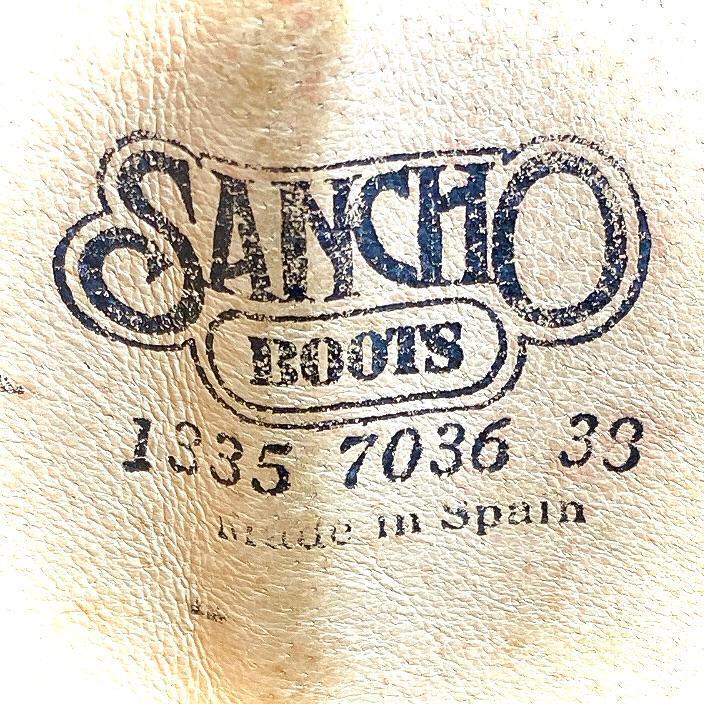 SANCHO
BOOTS
1335 7036 33
Made in Spain